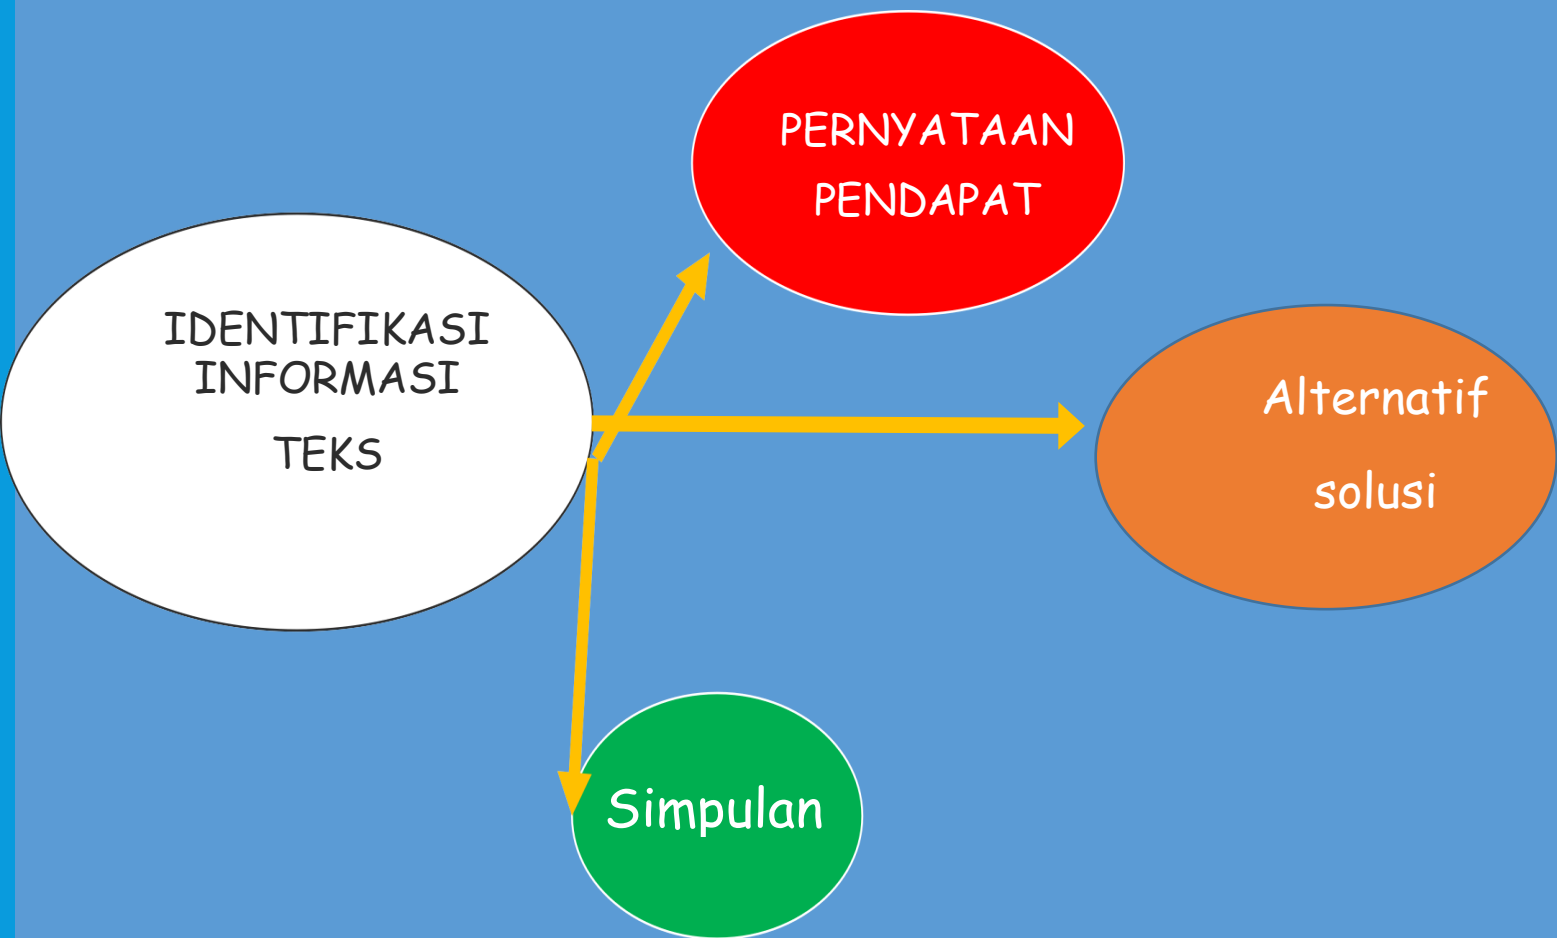 PERNYATAAN
PENDAPAT
IDENTIFIKASI
INFORMASI
TEKS
Alternatif
solusi
Simpulan